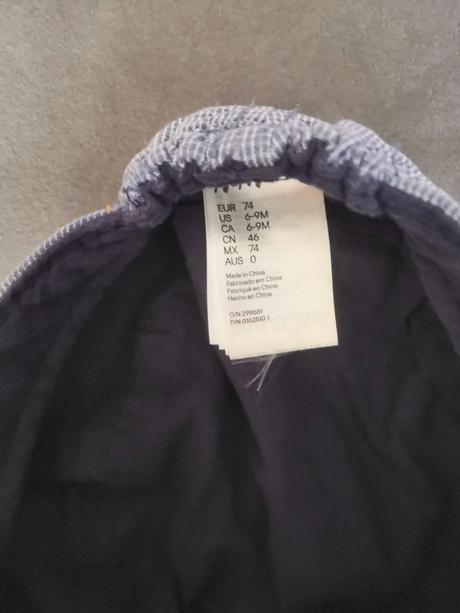 EUR 74
US 6-9M
CA 6-9M
CN 46
MX 74
AUS 0
Made in China
Fabricado em China
Fabriqué en Chine
Hecho en China
O/N 299661